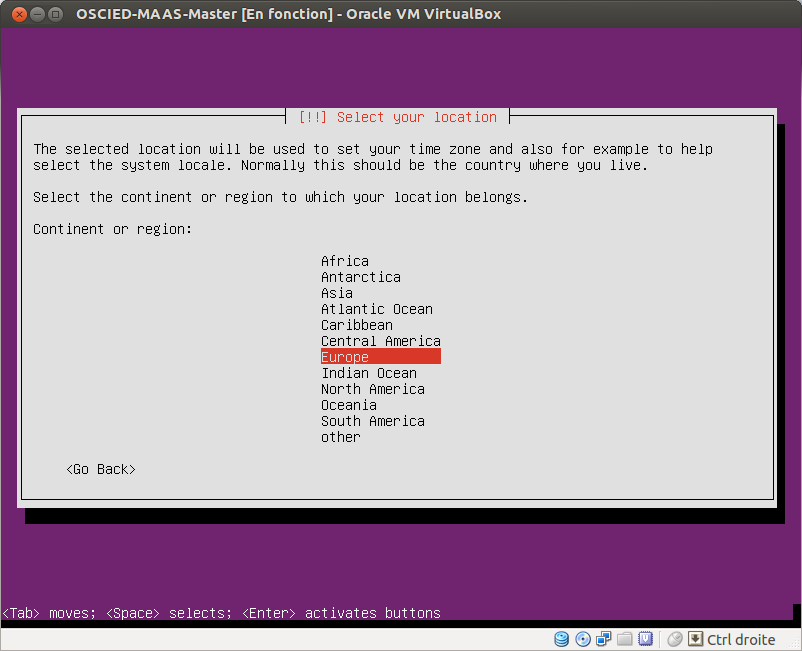 OSCIED-MAAS-Master [En fonction] - Oracle VM VirtualBox
[!!] Select your location
The selected location will be used to set your time zone and also for example to help
select the system locale. Normally this should be the country where you live.
Select the continent or region to which your location belongs.
Continent or region:
Africa
Antarctica
Asia
Atlantic Ocean
Caribbean
Central America
Europe
Indian Ocean
North America
Oceania
South America
other
<Go Back>
<Tab> moves; <Space> selects; <Enter> activates buttons
Ctrl droite